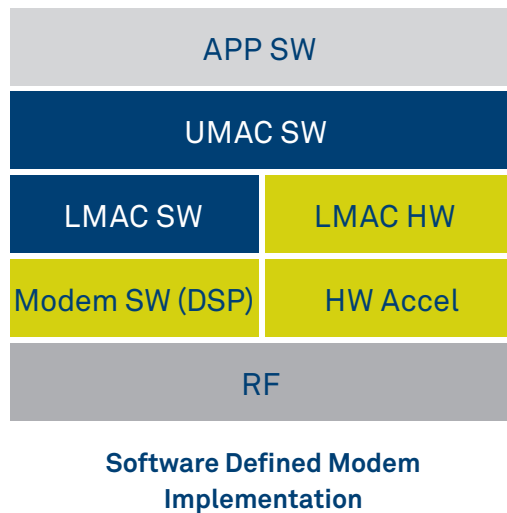 APP SW
UMAC SW
LMAC SW
LMAC HW
Modem SW (DSP)
HW Accel
RF
Software Defined Modem
Implementation